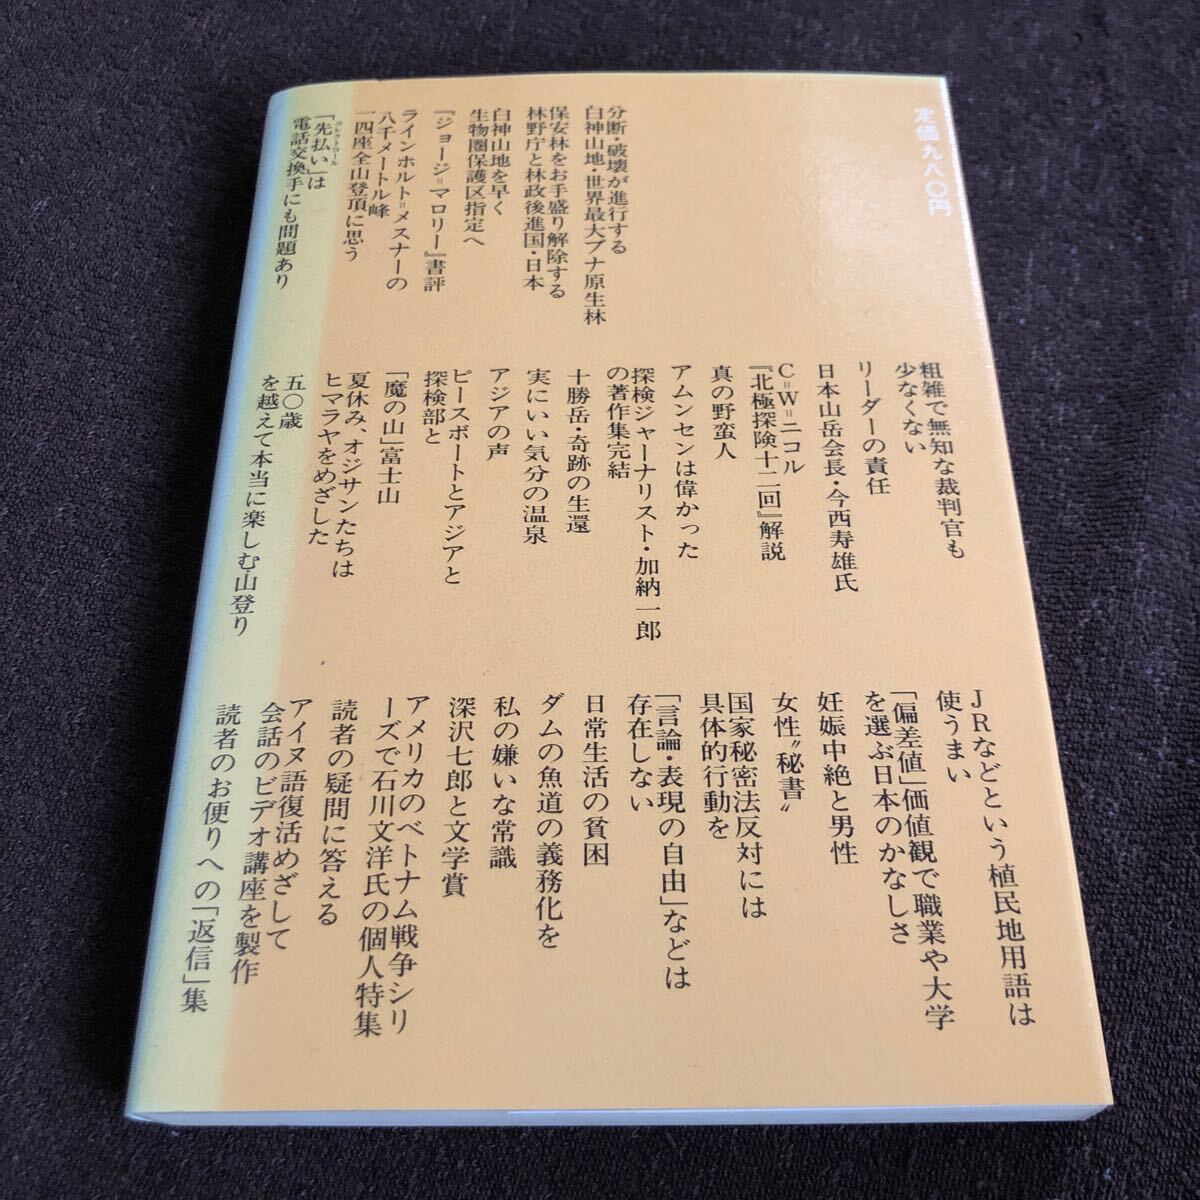 定価九八〇円
分断・破壊が進行する
白神山地・世界最大ブナ原生林
保安林をお手盛り解除する
林野庁と林政後進国・日本
白神山地を早く
生物圏保護区指定へ
『ジョージ＝マロリー』書評
ラインホルト＝メスナーの
八千メートル峰
一四座全山登頂に思う
「先払い」は
コレクトコール
電話交換手にも問題あり
粗雑で無知な裁判官も
少なくない
リーダーの責任
日本山岳会長・今西寿雄氏
C＝W＝ニコル
『北極探険十二回』解説
真の野蛮人
アムンセンは偉かった
探検ジャーナリスト・加納一郎
の著作集完結
十勝岳・奇跡の生還
実にいい気分の温泉
アジアの声
ピースボートとアジアと
探検部と
「魔の山」富士山
夏休み、オジサンたちは
ヒマラヤをめざした
五〇歳
を越えて本当に楽しむ山登り
JRなどという植民地用語は
使うまい
「偏差値」価値観で職業や大学
を選ぶ日本のかなしさ
妊娠中絶と男性
女性〝秘書〟
国家秘密法反対には
具体的行動を
「言論・表現の自由」などは
存在しない
日常生活の貧困
ダムの魚道の義務化を
私の嫌いな常識
深沢七郎と文学賞
アメリカのベトナム戦争シリ
ーズで石川文洋氏の個人特集
読者の疑問に答える
アイヌ語復活めざして
会話のビデオ講座を製作
読者のお便りへの「返信」集